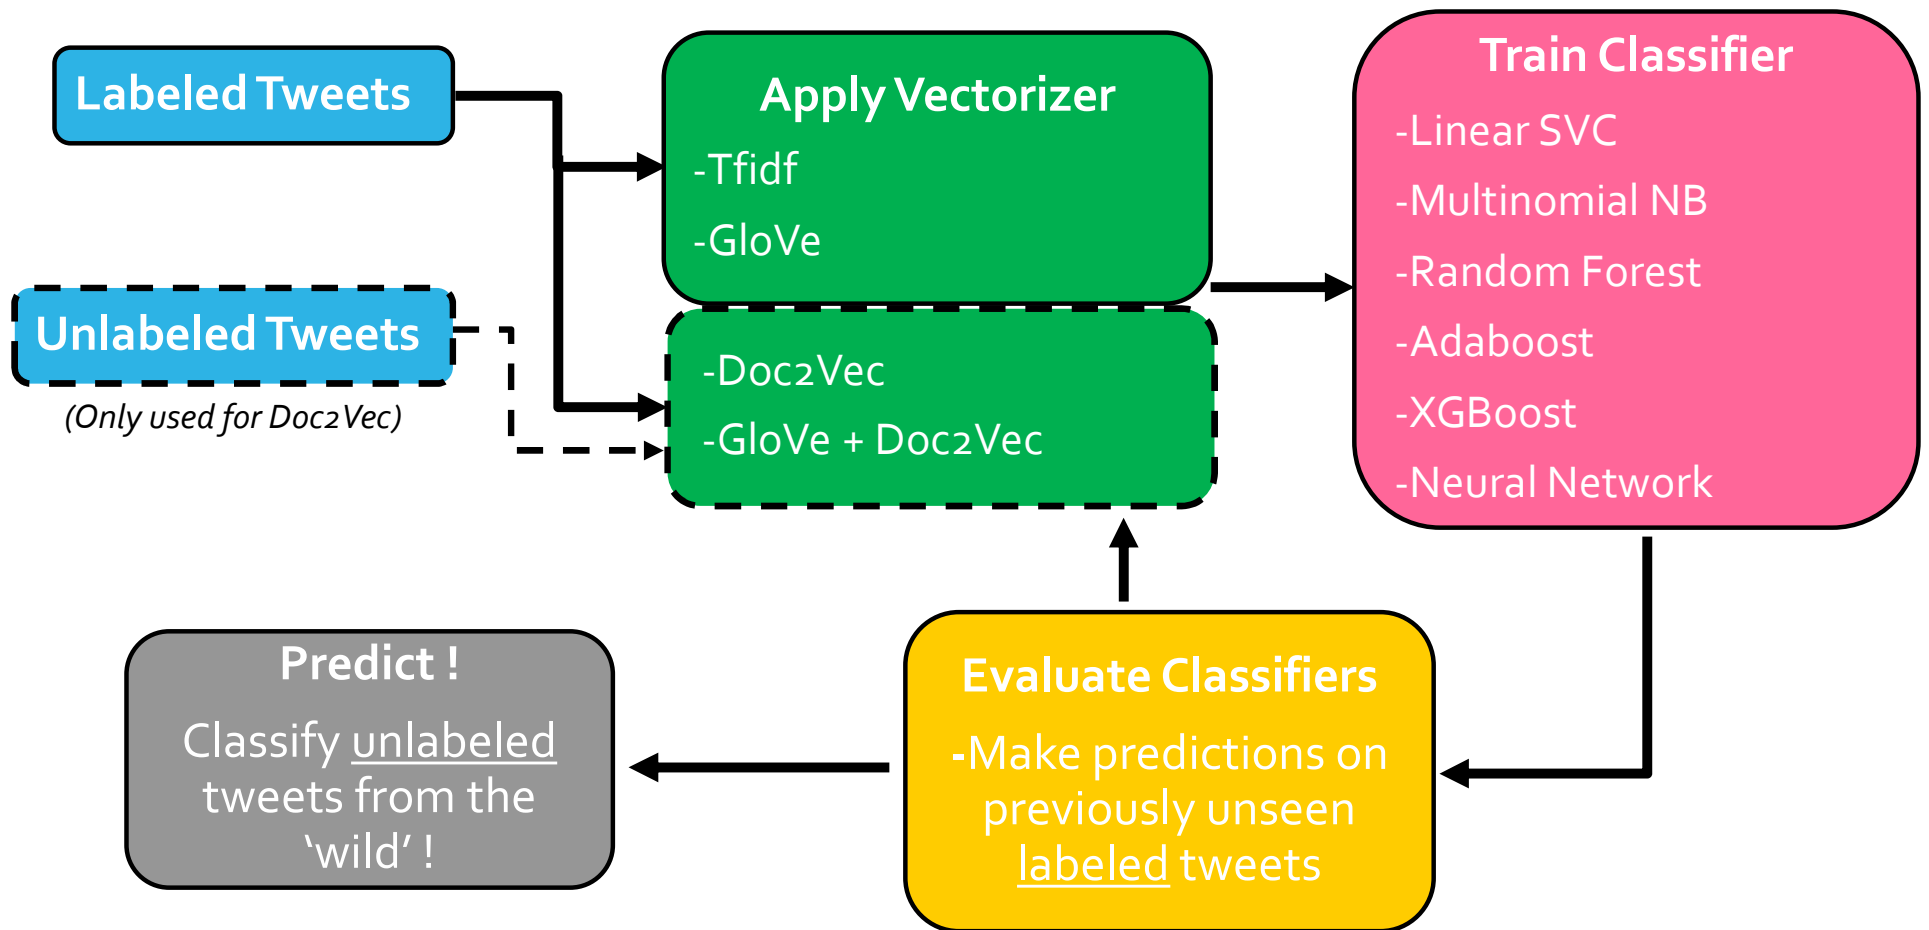 Labeled Tweets
Unlabeled Tweets
(Only used for Doc2Vec)
Apply Vectorizer
-Tfidf
-GloVe
-Doc2Vec
-GloVe + Doc2Vec
Train Classifier
-Linear SVC
-Multinomial NB
-Random Forest
-Adaboost
-XGBoost
-Neural Network
Evaluate Classifiers
-Make predictions on
previously unseen
labeled tweets
Predict !
Classify unlabeled
tweets from the
‘wild’ !